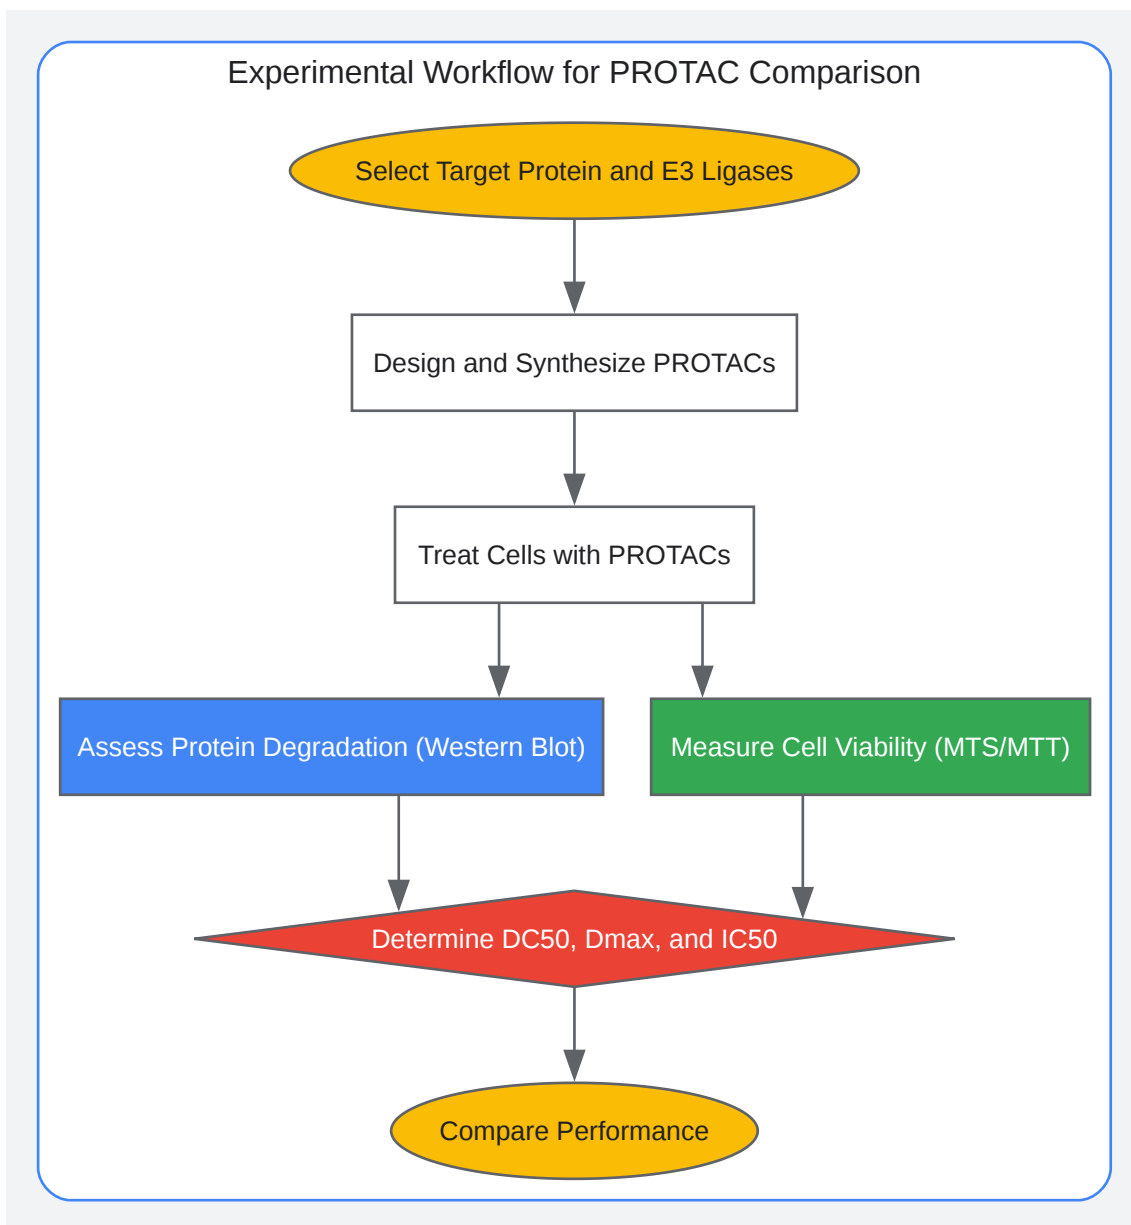 Experimental Workflow for PROTAC Comparison
Select Target Protein and E3 Ligases
Design and Synthesize PROTACs
Treat Cells with PROTACs
Assess Protein Degradation (Western Blot)
Measure Cell Viability (MTS/MTT)
Determine DC50, Dmax, and IC50
Compare Performance